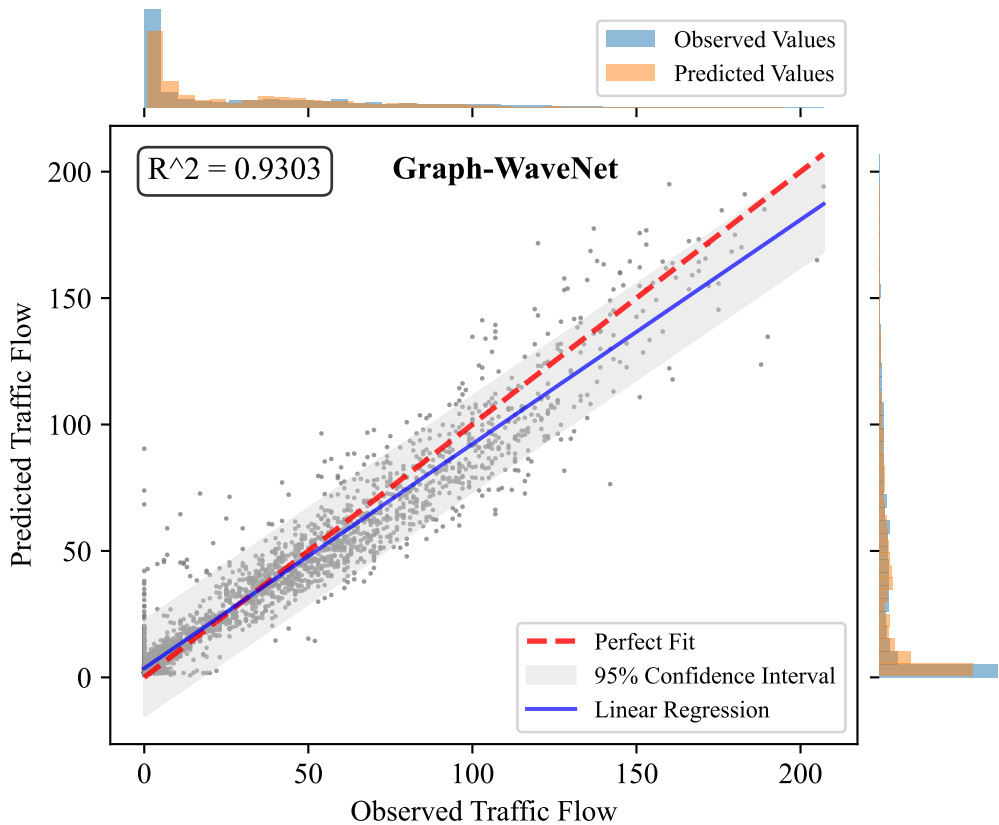 Observed Values
Predicted Values
R^2 = 0.9303
Graph-WaveNet
200
150
100
50
0
Predicted Traffic Flow
Perfect Fit
95% Confidence Interval
Linear Regression
0 50 100 150 200
Observed Traffic Flow